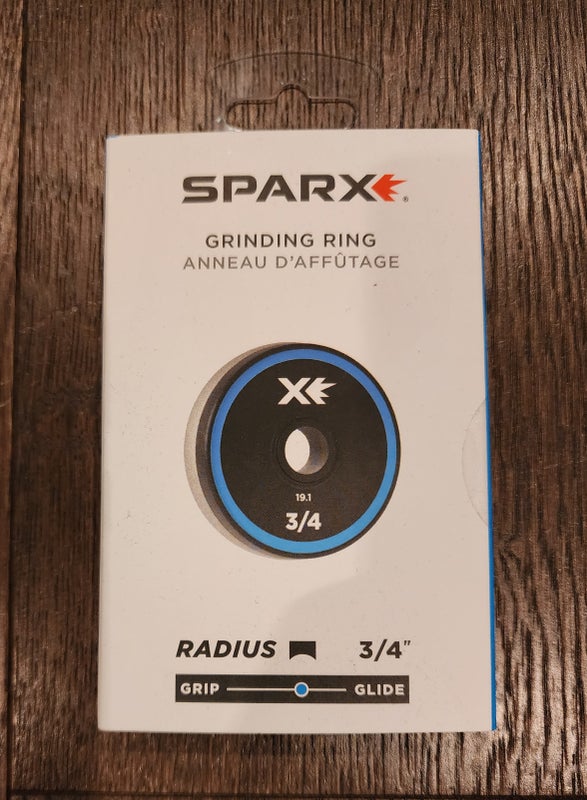 SPARX
GRINDING RING
ANNEAU D'AFFÛTAGE
X
19.1
3/4
RADIUS 3/4"
GRIP GLIDE